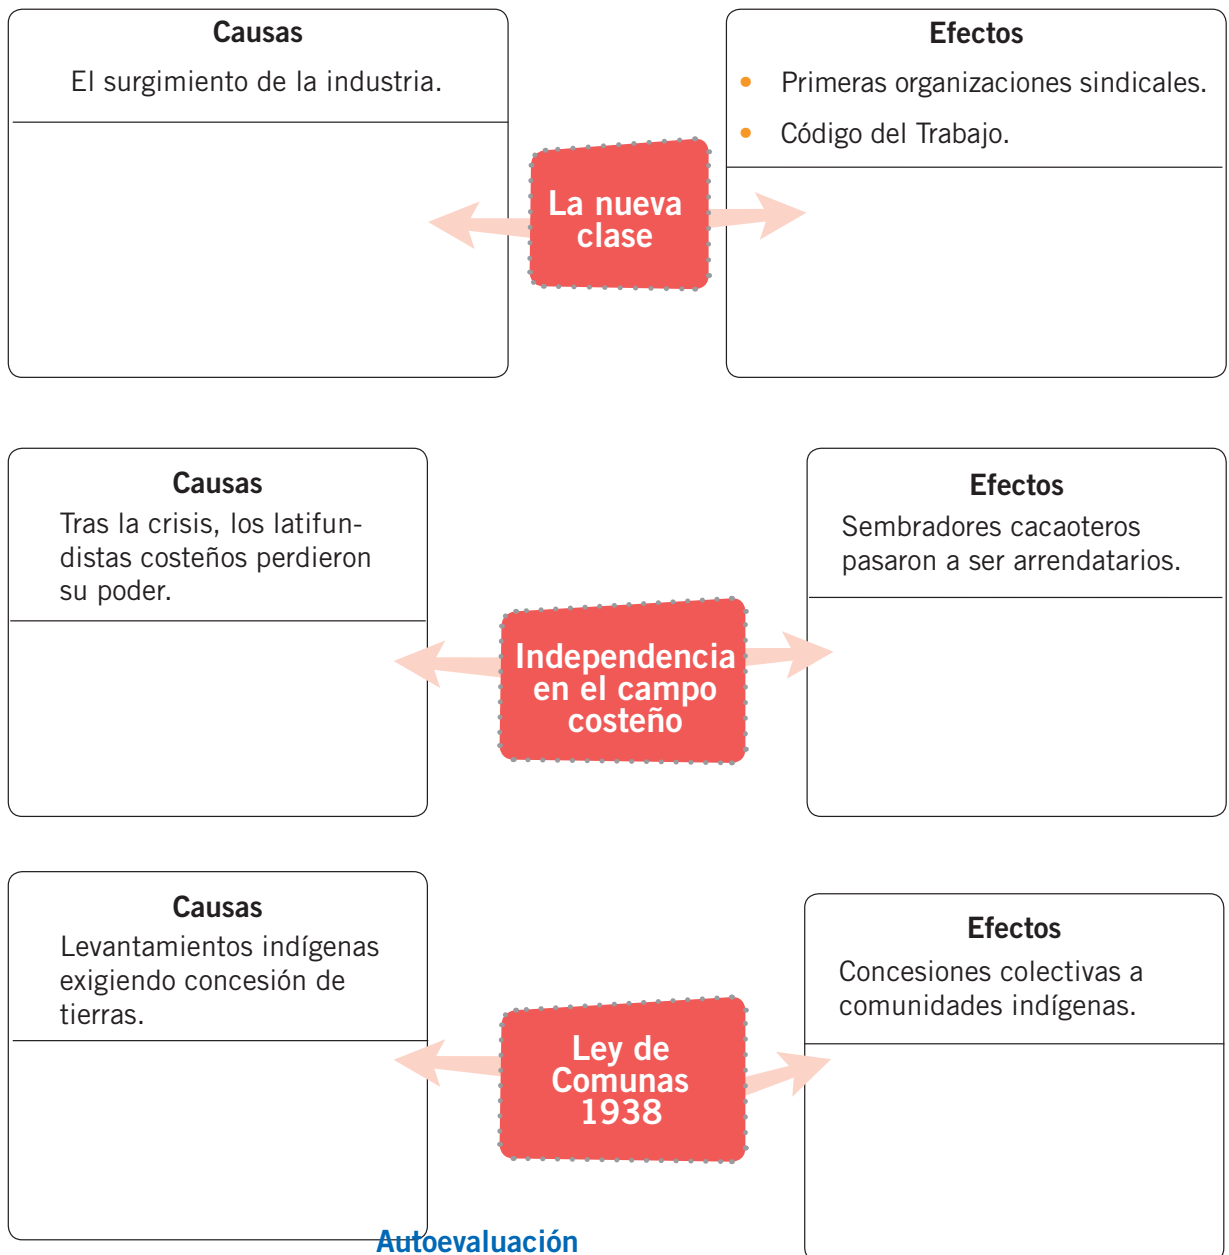 Causas
El surgimiento de la industria.
Efectos
• Primeras organizaciones sindicales.
• Código del Trabajo.
La nueva
clase
Causas
Tras la crisis, los latifun-
distas costeños perdieron
su poder.
Efectos
Sembradores cacaoteros
pasaron a ser arrendatarios.
Independencia
en el campo
costeño
Causas
Levantamientos indígenas
exigiendo concesión de
tierras.
Efectos
Concesiones colectivas a
comunidades indígenas.
Ley de
Comunas
1938
Autoevaluación